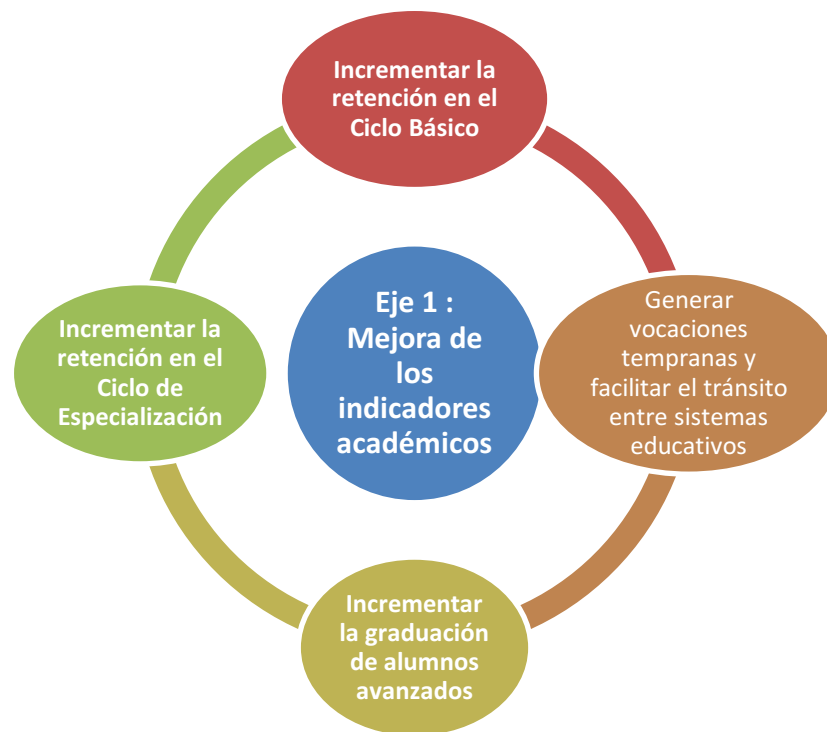 Incrementar la
retención en el
Ciclo Básico
Eje 1 :
Mejora de
los
indicadores
académicos
Generar
vocaciones
tempranas y
facilitar el tránsito
entre sistemas
educativos
Incrementar
la graduación
de alumnos
avanzados
Incrementar la
retención en el
Ciclo de
Especialización